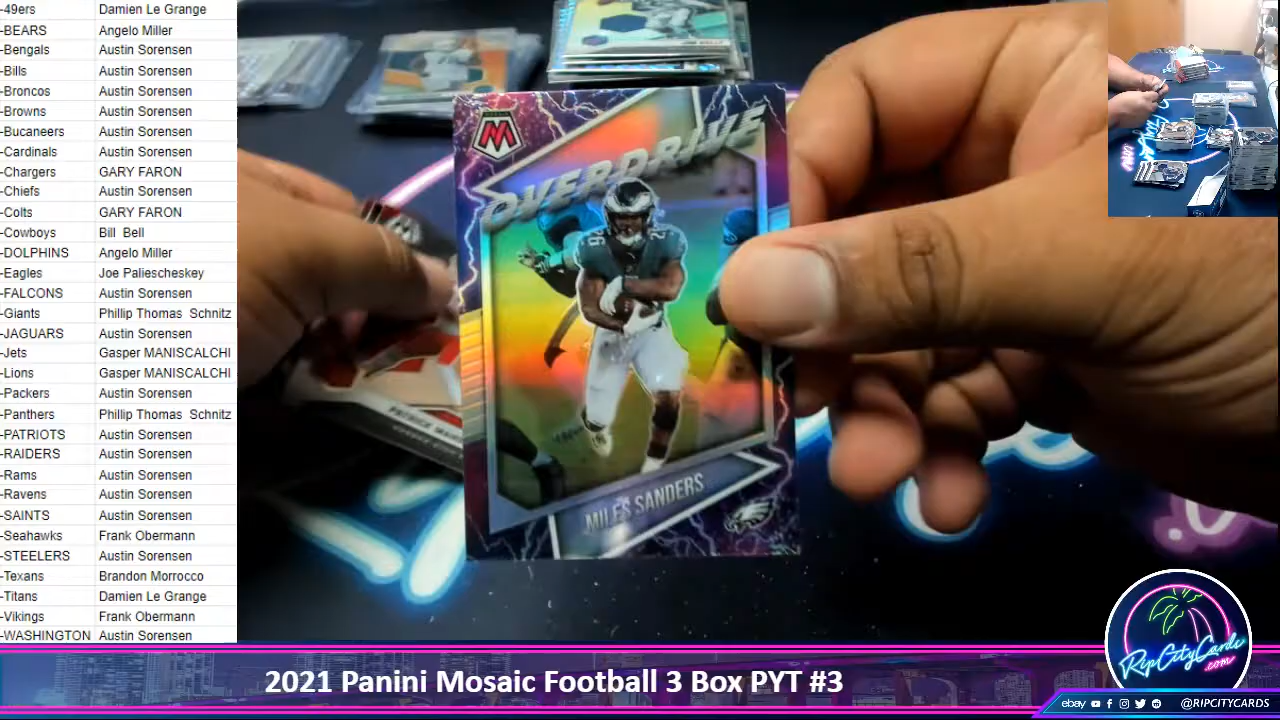 -49ers Damien Le Grange
-BEARS Angelo Miller
-Bengals Austin Sorensen
-Bills Austin Sorensen
-Broncos Austin Sorensen
-Browns Austin Sorensen
-Bucaneers Austin Sorensen
-Cardinals Austin Sorensen
-Chargers GARY FARON
-Chiefs Austin Sorensen
-Colts GARY FARON
-Cowboys Bill Bell
-DOLPHINS Angelo Miller
-Eagles Joe Paliescheskey
-FALCONS Austin Sorensen
-Giants Phillip Thomas Schnitz
-JAGUARS Austin Sorensen
-Jets Gasper MANISCALCHI
-Lions Gasper MANISCALCHI
-Packers Austin Sorensen
-Panthers Phillip Thomas Schnitz
-PATRIOTS Austin Sorensen
-RAIDERS Austin Sorensen
-Rams Austin Sorensen
-Ravens Austin Sorensen
-SAINTS Austin Sorensen
-Seahawks Frank Obermann
-STEELERS Austin Sorensen
-Texans Brandon Morrocco
-Titans Damien Le Grange
-Vikings Frank Obermann
-WASHINGTON Austin Sorensen
OVERDRIVE
26
MILES SANDERS
2021 Panini Mosaic Football 3 Box PYT #3
RipCityCards
.com
ebay @RIPCITYCARDS